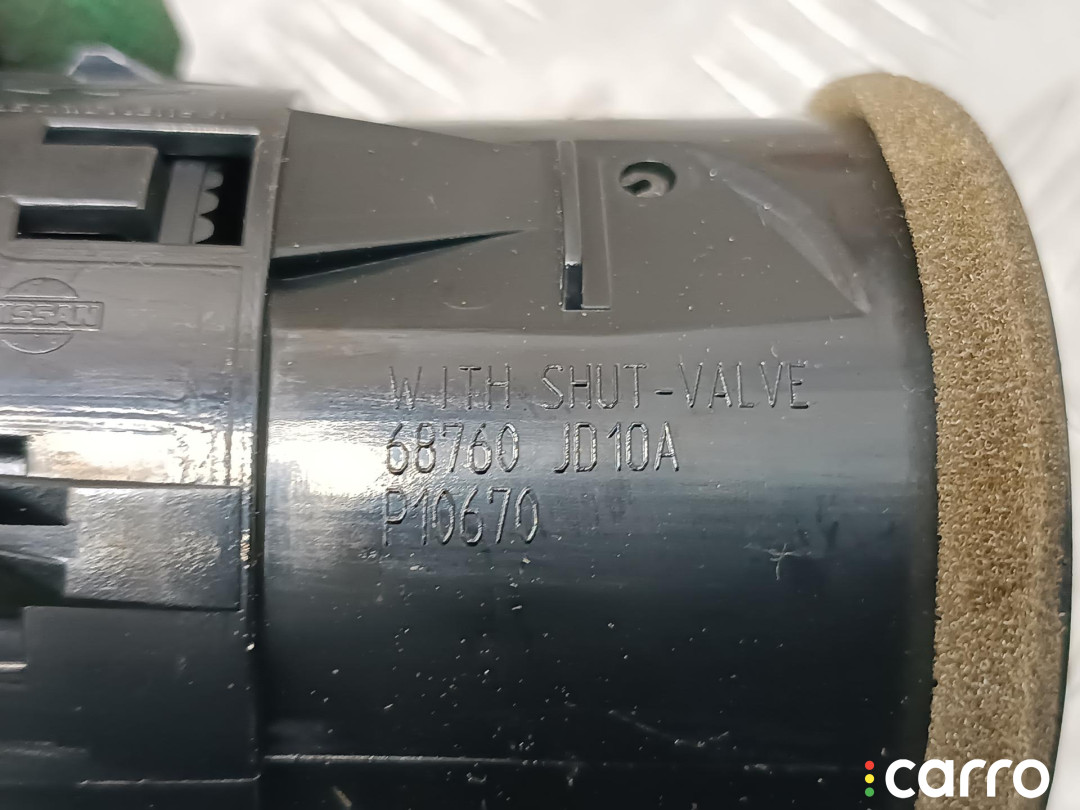 NISSAN
WITH SHUT-VALVE
68760 JD10A
P10670
carro